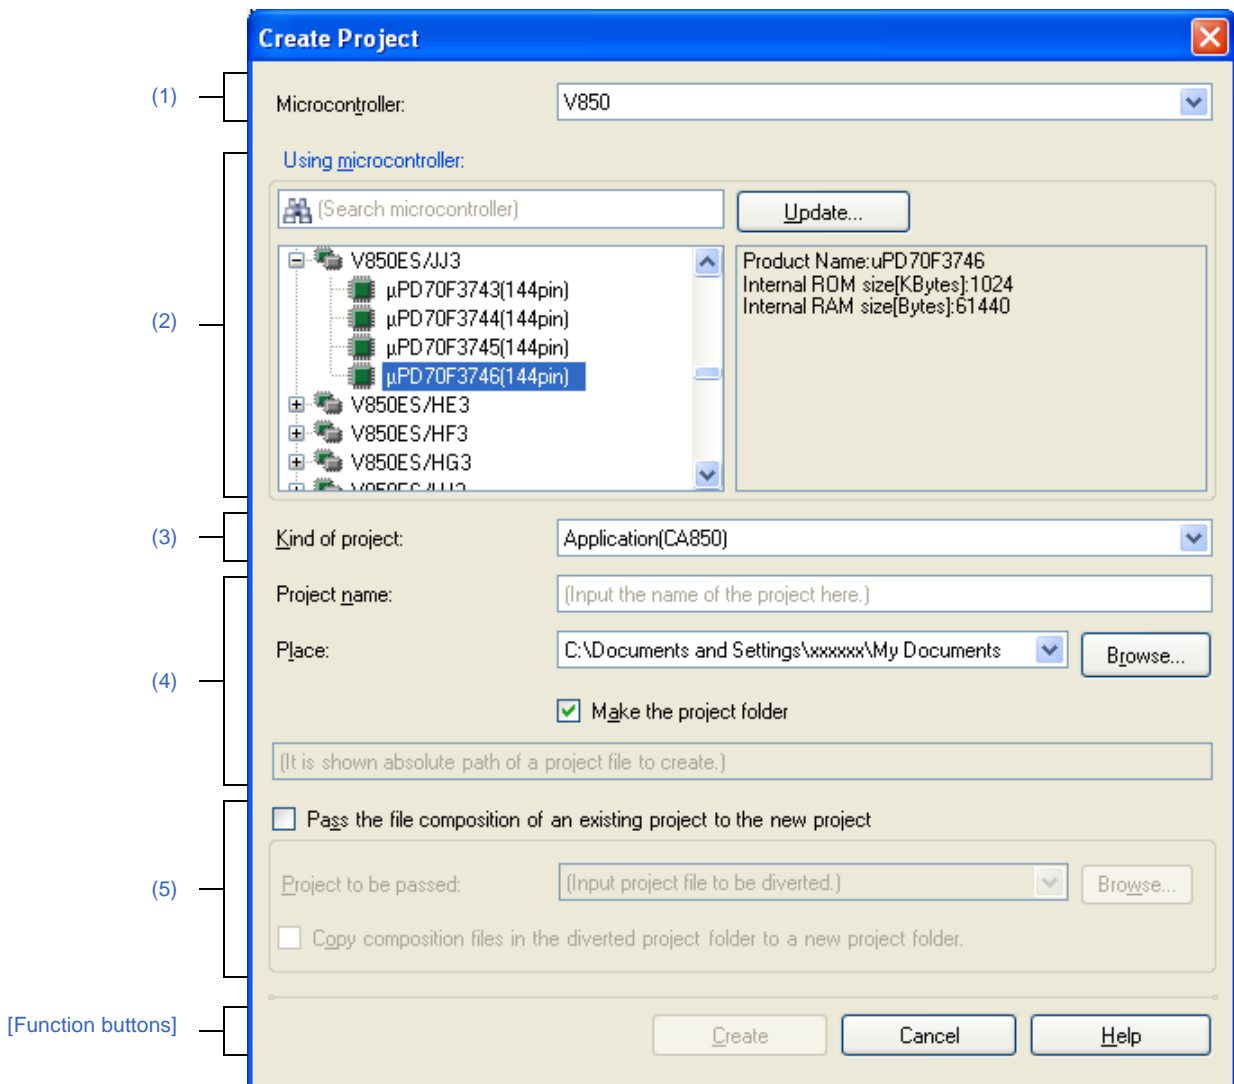 Create Project
(1)
Microcontroller:
V850
Using microcontroller:
(Search microcontroller)
Update...
(2)
V850ES/JJ3
µPD70F3743(144pin)
µPD70F3744(144pin)
µPD70F3745(144pin)
µPD70F3746(144pin)
V850ES/HE3
V850ES/HF3
V850ES/HG3
Product Name:uPD70F3746
Internal ROM size[KBytes]:1024
Internal RAM size[Bytes]:61440
(3)
Kind of project:
Application(CA850)
(4)
Project name:
(Input the name of the project here.)
Place:
C:\Documents and Settings\xxxxxx\My Documents
Browse...
Make the project folder
(It is shown absolute path of a project file to create.)
(5)
Pass the file composition of an existing project to the new project
Project to be passed:
(Input project file to be diverted.)
Browse...
Copy composition files in the diverted project folder to a new project folder.
[Function buttons]
Create
Cancel
Help